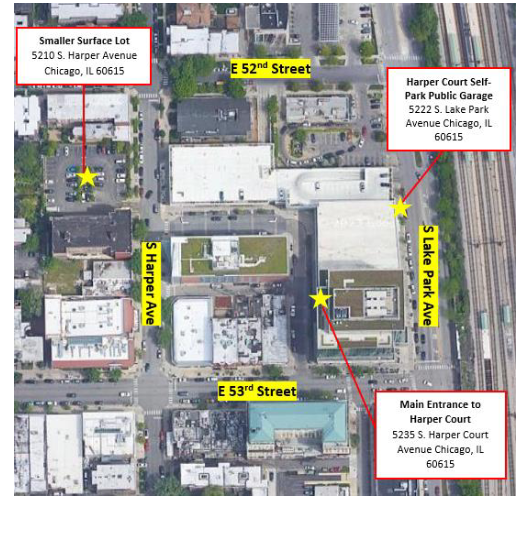 Smaller Surface Lot
5210 S. Harper Avenue
Chicago, IL 60615
E 52nd Street
Harper Court Self-
Park Public Garage
5222 S. Lake Park
Avenue Chicago, IL
60615
S Harper Ave
S Lake Park Ave
E 53rd Street
Main Entrance to
Harper Court
5235 S. Harper Court
Avenue Chicago, IL
60615